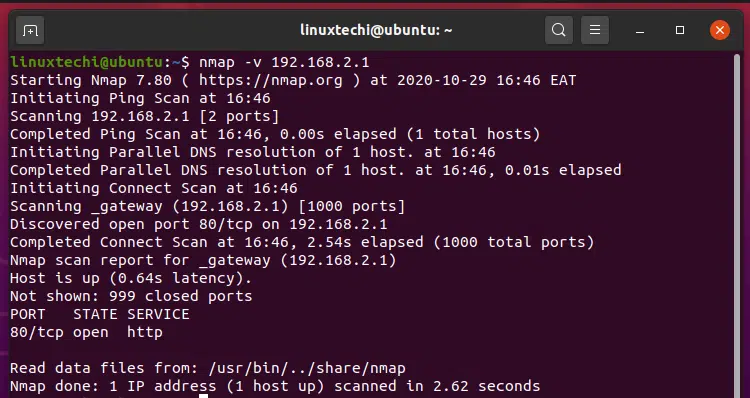 linuxtechi@ubuntu: ~
linuxtechi@ubuntu:~$ nmap -v 192.168.2.1
Starting Nmap 7.80 ( https://nmap.org ) at 2020-10-29 16:46 EAT
Initiating Ping Scan at 16:46
Scanning 192.168.2.1 [2 ports]
Completed Ping Scan at 16:46, 0.00s elapsed (1 total hosts)
Initiating Parallel DNS resolution of 1 host. at 16:46
Completed Parallel DNS resolution of 1 host. at 16:46, 0.01s elapsed
Initiating Connect Scan at 16:46
Scanning _gateway (192.168.2.1) [1000 ports]
Discovered open port 80/tcp on 192.168.2.1
Completed Connect Scan at 16:46, 2.54s elapsed (1000 total ports)
Nmap scan report for _gateway (192.168.2.1)
Host is up (0.64s latency).
Not shown: 999 closed ports
PORT   STATE SERVICE
80/tcp open  http
Read data files from: /usr/bin/../share/nmap
Nmap done: 1 IP address (1 host up) scanned in 2.62 seconds